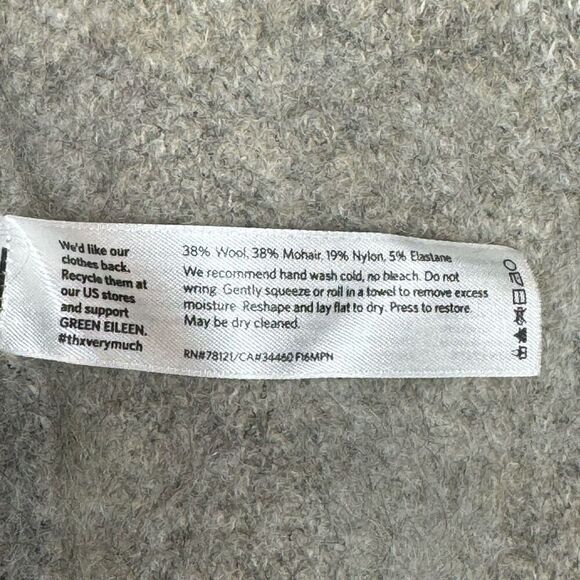 We'd like our
clothes back.
Recycle them at
our US stores
and support
GREEN EILEEN.
#thxverymuch
38% Wool, 38% Mohair, 19% Nylon, 5% Elastane
We recommend hand wash cold, no bleach. Do not
wring. Gently squeeze or roll in a towel to remove excess
moisture. Reshape and lay flat to dry. Press to restore.
May be dry cleaned.
RN#78121/CA#34460 F16MPN